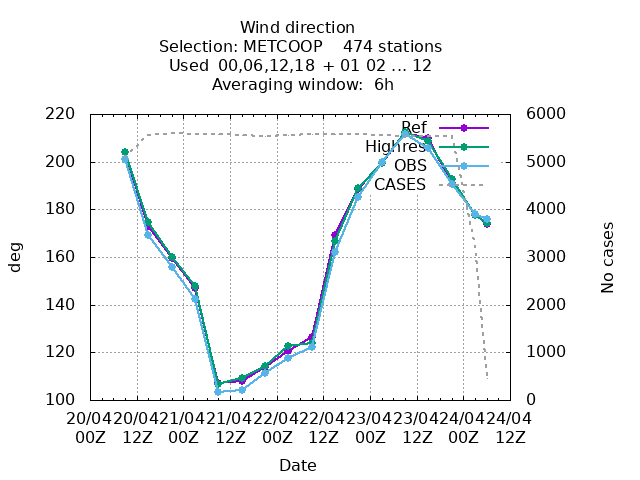 Wind direction
Selection: METCOOP 474 stations
Used 00,06,12,18 + 01 02 ... 12
Averaging window: 6h
220
200
180
160
140
120
100
deg
6000
5000
4000
3000
2000
1000
0
No cases
Ref
Highres
OBS
CASES
20/04 20/04 21/04 21/04 22/04 22/04 23/04 23/04 24/04 24/04
00Z 12Z 00Z 12Z 00Z 12Z 00Z 12Z 00Z 12Z
Date